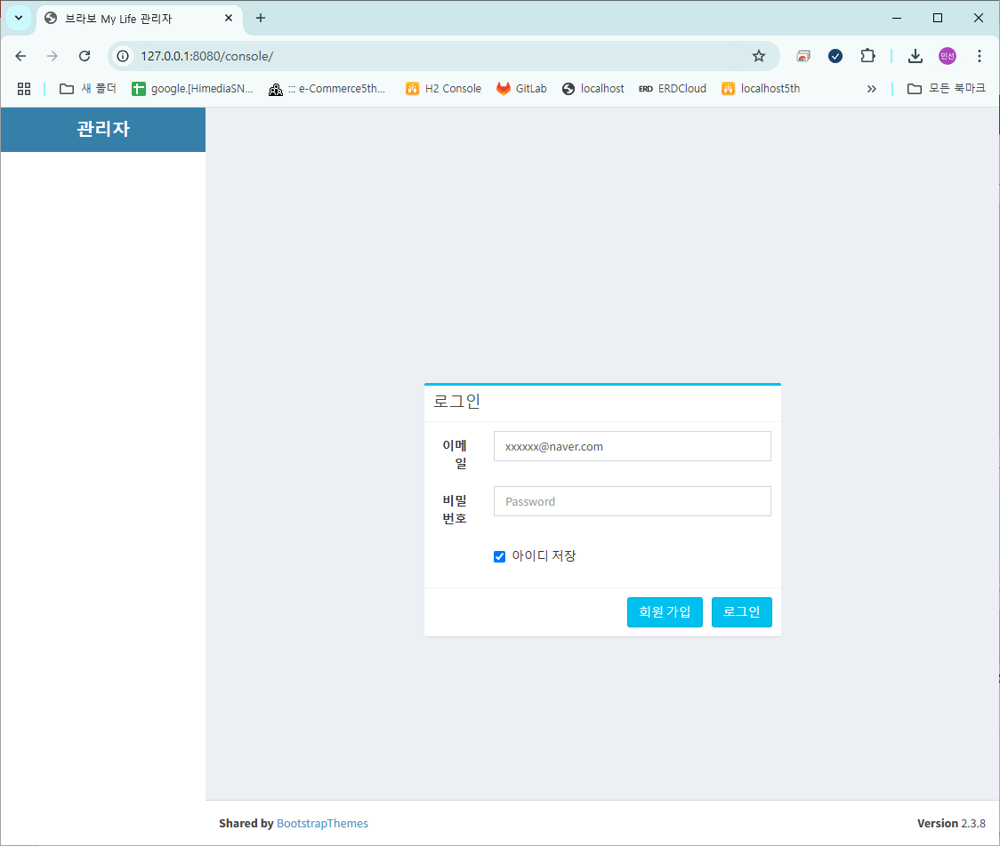 브라보 My Life 관리자
127.0.0.1:8080/console/
민선
새 폴더
google.[HimediaSN...
::: e-Commerce5th...
H2 Console
GitLab
localhost
ERD ERDCloud
localhost5th
모든 북마크
관리자
로그인
이메
일
xxxxxx@naver.com
비밀
번호
Password
아이디 저장
회원 가입
로그인
Shared by BootstrapThemes
Version 2.3.8